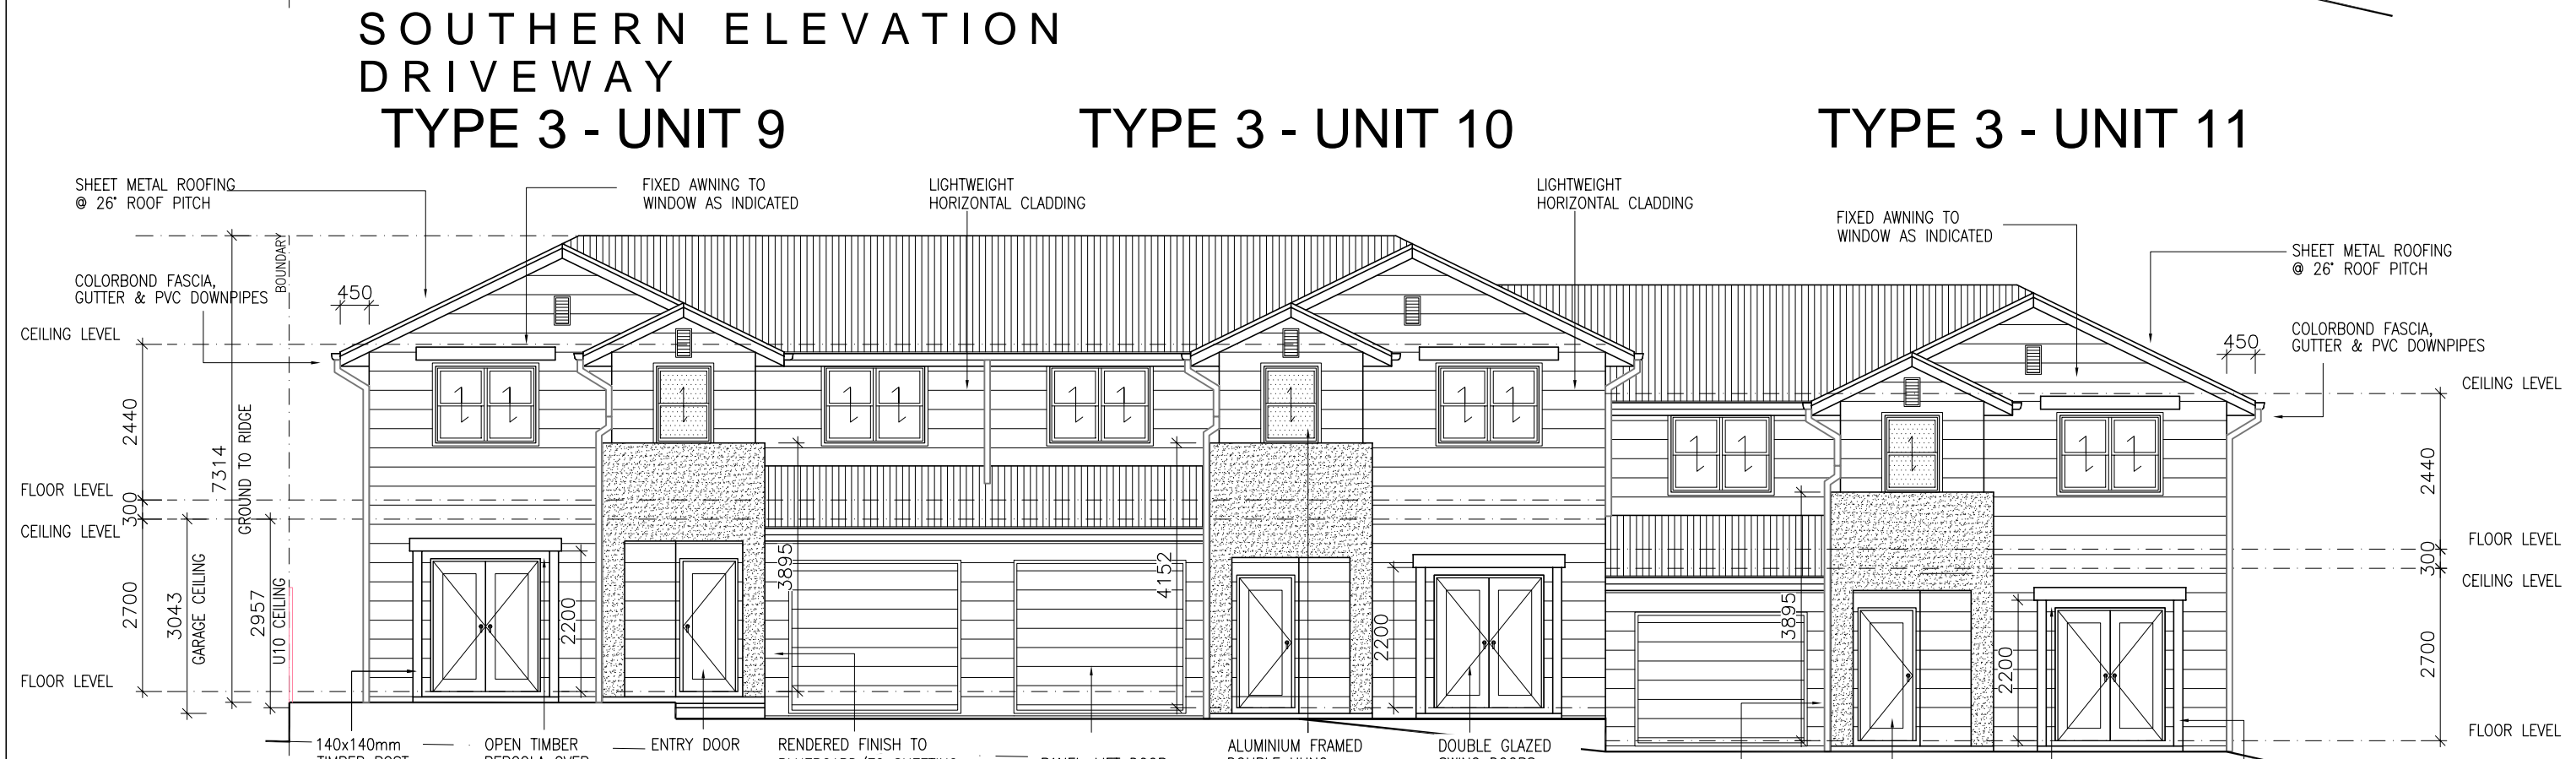 SOUTHERN ELEVATION
DRIVEWAY
TYPE 3 - UNIT 9
TYPE 3 - UNIT 10
TYPE 3 - UNIT 11
SHEET METAL ROOFING
@ 26° ROOF PITCH
FIXED AWNING TO
WINDOW AS INDICATED
LIGHTWEIGHT
HORIZONTAL CLADDING
LIGHTWEIGHT
HORIZONTAL CLADDING
FIXED AWNING TO
WINDOW AS INDICATED
SHEET METAL ROOFING
@ 26° ROOF PITCH
BOUNDARY
COLORBOND FASCIA,
GUTTER & PVC DOWNPIPES
450
450
COLORBOND FASCIA,
GUTTER & PVC DOWNPIPES
CEILING LEVEL
FLOOR LEVEL
CEILING LEVEL
FLOOR LEVEL
2440
300
2700
7314
GROUND TO RIDGE
3043
GARAGE CEILING
2957
U10 CEILING
2200
3895
4152
2200
3895
2200
CEILING LEVEL
FLOOR LEVEL
CEILING LEVEL
FLOOR LEVEL
2440
300
2700
140x140mm
OPEN TIMBER
ENTRY DOOR
RENDERED FINISH TO
ALUMINIUM FRAMED
DOUBLE GLAZED